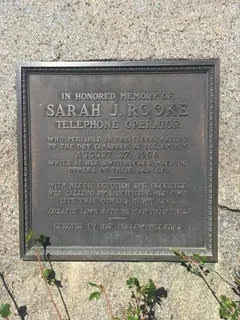 IN HONORED MEMORY OF
SARAH J. ROOKE
TELEPHONE OPERATOR
WHO PERISHED IN THE FLOOD WATERS
OF THE DRY CIMARRON AT FOLSOM N.M.
AUGUST 27 1908
WHILE AT HER SWITCHBOARD WARNING
OTHERS OF THE DANGER
WITH HEROIC DEVOTION SHE GLORIFIED
HER CALLING BY SACRIFICING HER OWN
LIFE THAT OTHERS MIGHT LIVE
GREATER LOVE HATH NO MAN THAN THIS
ERECTED BY HER FELLOW WORKERS